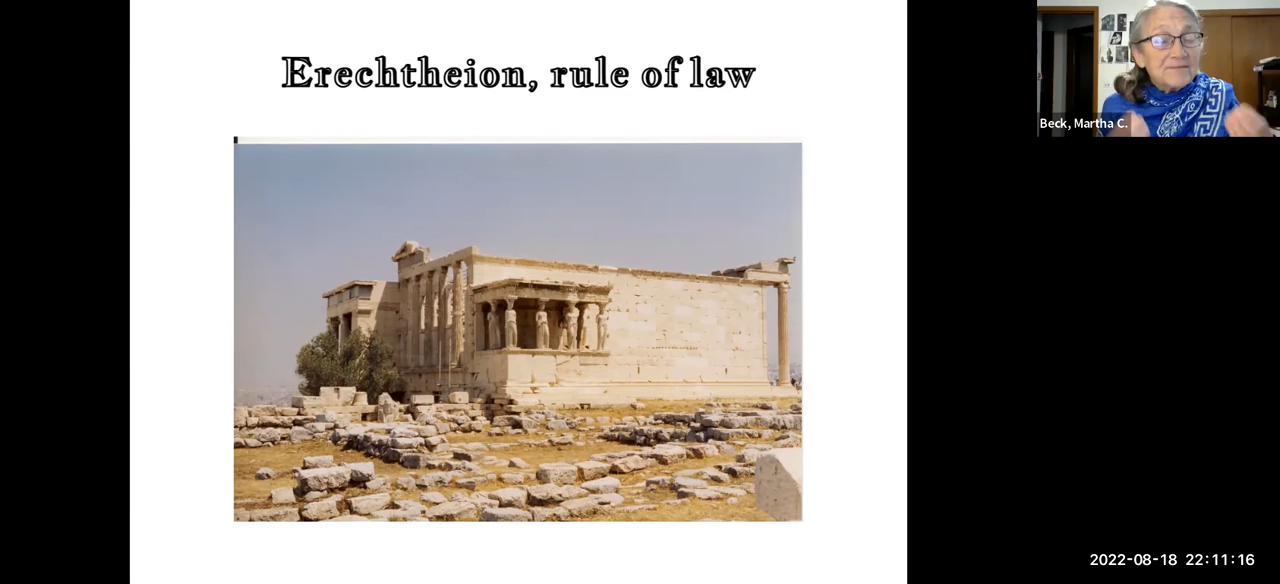 Erechtheion, rule of law
Beck, Martha C.
2022-08-18 22:11:16